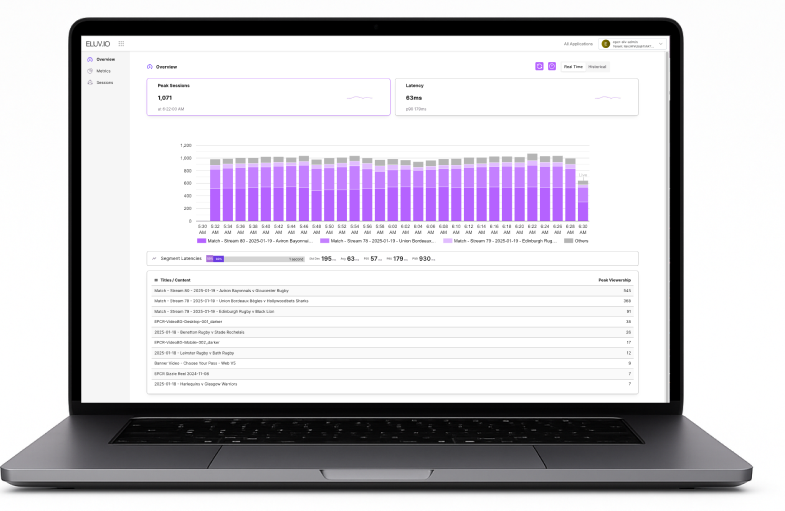 ELUV.IO
All Applications
epcr-elv-admin
Overview
Metrics
Sessions
Overview
Real Time Historical
Peak Sessions
1,071
at 6:22:00 AM
Latency
63ms
p90 179ms
1,200
1,000
800
600
400
200
0
Live
5:30 AM 5:32 AM 5:34 AM 5:36 AM 5:38 AM 5:40 AM 5:42 AM 5:44 AM 5:46 AM 5:48 AM 5:50 AM 5:52 AM 5:54 AM 5:56 AM 5:58 AM 6:00 AM 6:02 AM 6:04 AM 6:06 AM 6:08 AM 6:10 AM 6:12 AM 6:14 AM 6:16 AM 6:18 AM 6:20 AM 6:22 AM 6:24 AM 6:26 AM 6:28 AM 6:30 AM
Match - Stream 80 - 2025-01-19 - Aviron Bayonnai... Match - Stream 78 - 2025-01-19 - Union Bordeaux... Match - Stream 79 - 2025-01-19 - Edinburgh Rug... Others
Segment Latencies 1 second 195 63 57 179 930
Titles / Content Peak Viewership
Match - Stream 80 - 2025-01-19 - Aviron Bayonnais v Gloucester Rugby 545
Match - Stream 78 - 2025-01-19 - Union Bordeaux Bègles v Hollywoodbets Sharks
Match - Stream 79 - 2025-01-19 - Edinburgh Rugby v Black Lion 91
EPCR-VideoBG-Desktop-001_darker
2025-01-18 - Benetton Rugby v Stade Rochelais
EPCR-VideoBG-Mobile-002_darker 17
2025-01-18 - Leinster Rugby v Bath Rugby 12
Banner Video - Choose Your Pass - Web V5
EPCR Sizzle Reel 2024-11-06 7
2025-01-18 - Harlequins v Glasgow Warriors 7